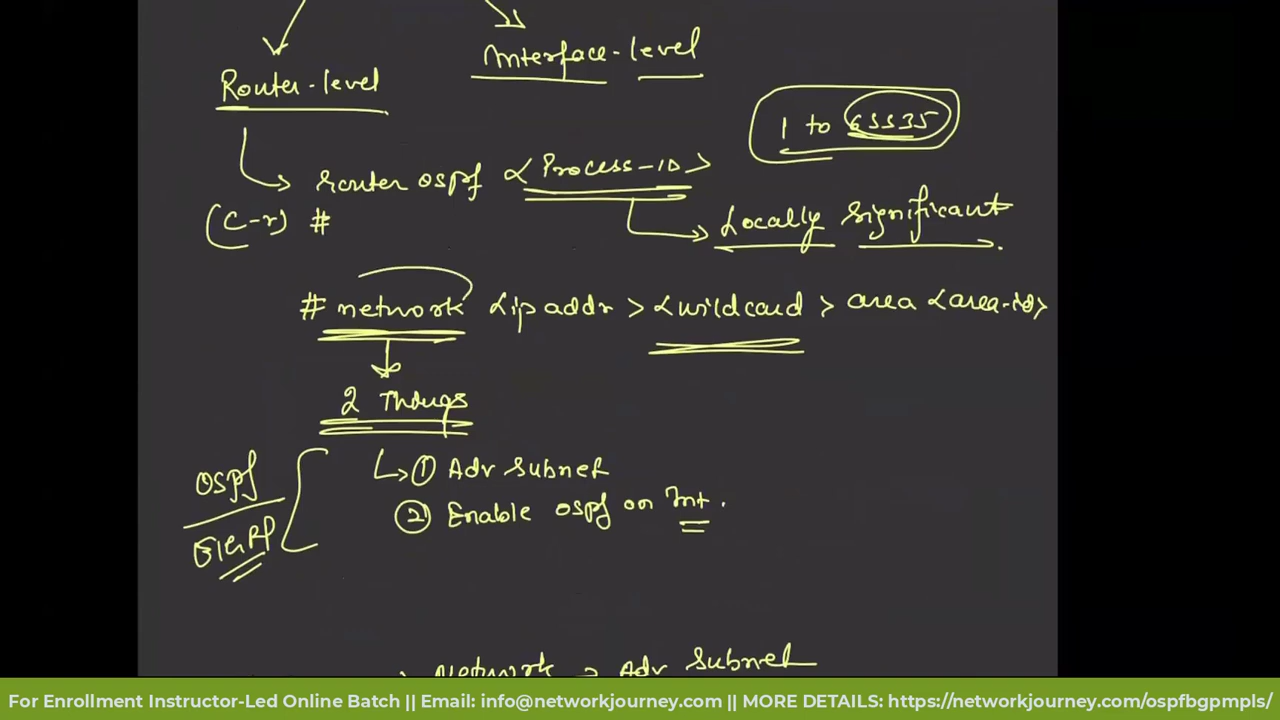 Interface-level
Router-level
1 to 65535
router ospf <Process-ID>
(C-r) #
Locally significant.
# network <ip addr> <wildcard> area <area-id>
2 Things
① Adv subnet
② Enable ospf on Int.
OSPF
EIGRP
Network → Adv subnet
For Enrollment Instructor-Led Online Batch || Email: info@networkjourney.com || MORE DETAILS: https://networkjourney.com/ospfbgpmpls/